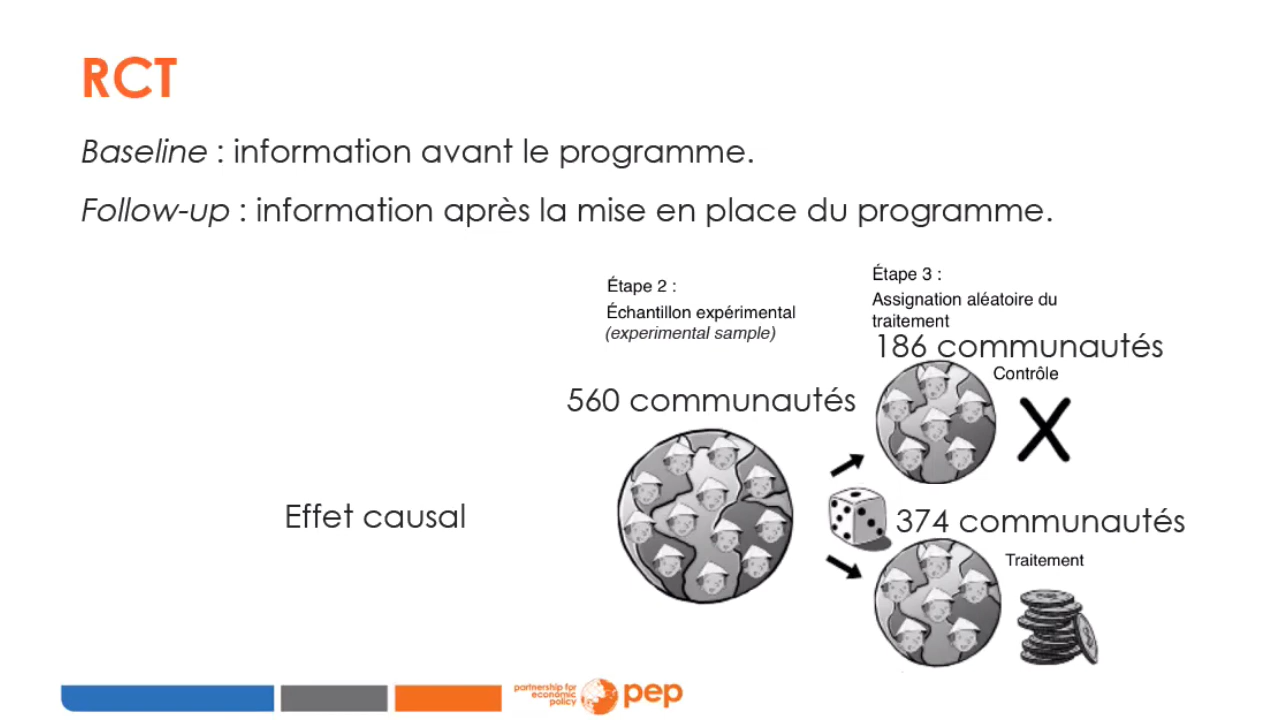 RCT
Baseline : information avant le programme.
Follow-up : information après la mise en place du programme.
Étape 2 :
Échantillon expérimental
(experimental sample)
Étape 3 :
Assignation aléatoire du
traitement
186 communautés
Contrôle
560 communautés
Effet causal
374 communautés
Traitement
partnership for
economic
policy
pep